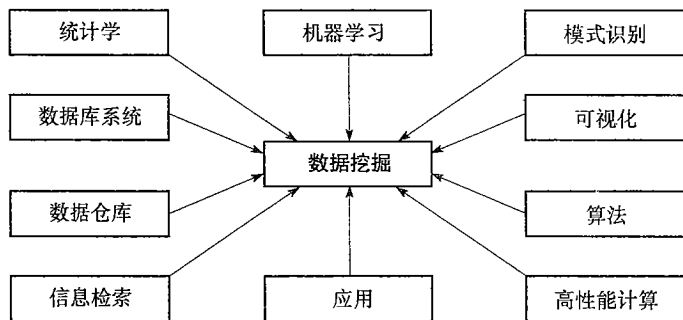 统计学
机器学习
模式识别
数据库系统
可视化
数据挖掘
数据仓库
算法
信息检索
应用
高性能计算